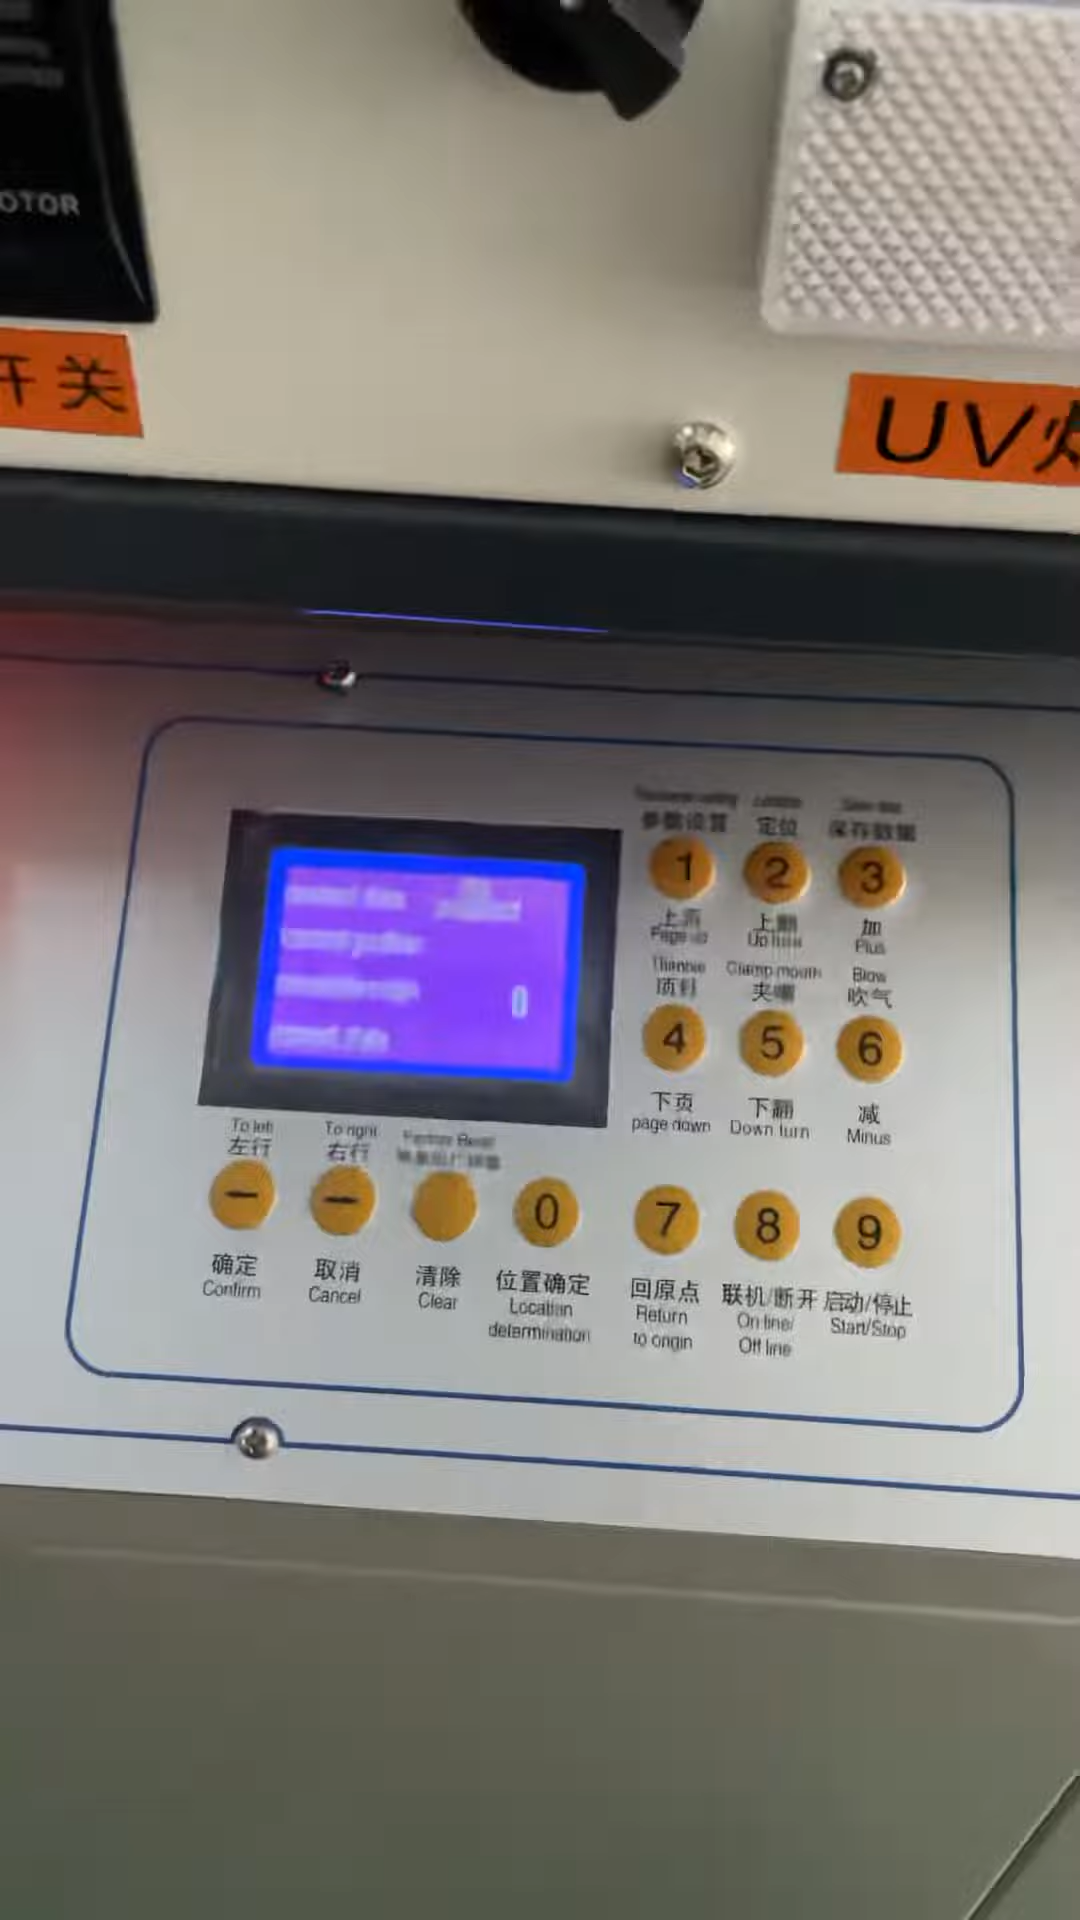 OTOR
开关
UV
参数设置 定位 保存数据
1 2 3
上页 上翻 加
Page up Up turn Plus
Thimble Clamp mouth Blow
顶料 夹嘴 吹气
4 5 6
下页 下翻 减
page down Down turn Minus
To left To right
左行 右行
— — 0 7 8 9
确定 取消 清除 位置确定 回原点 联机/断开 启动/停止
Confirm Cancel Clear Location Return On line/ Start/Stop
determination to origin Off line